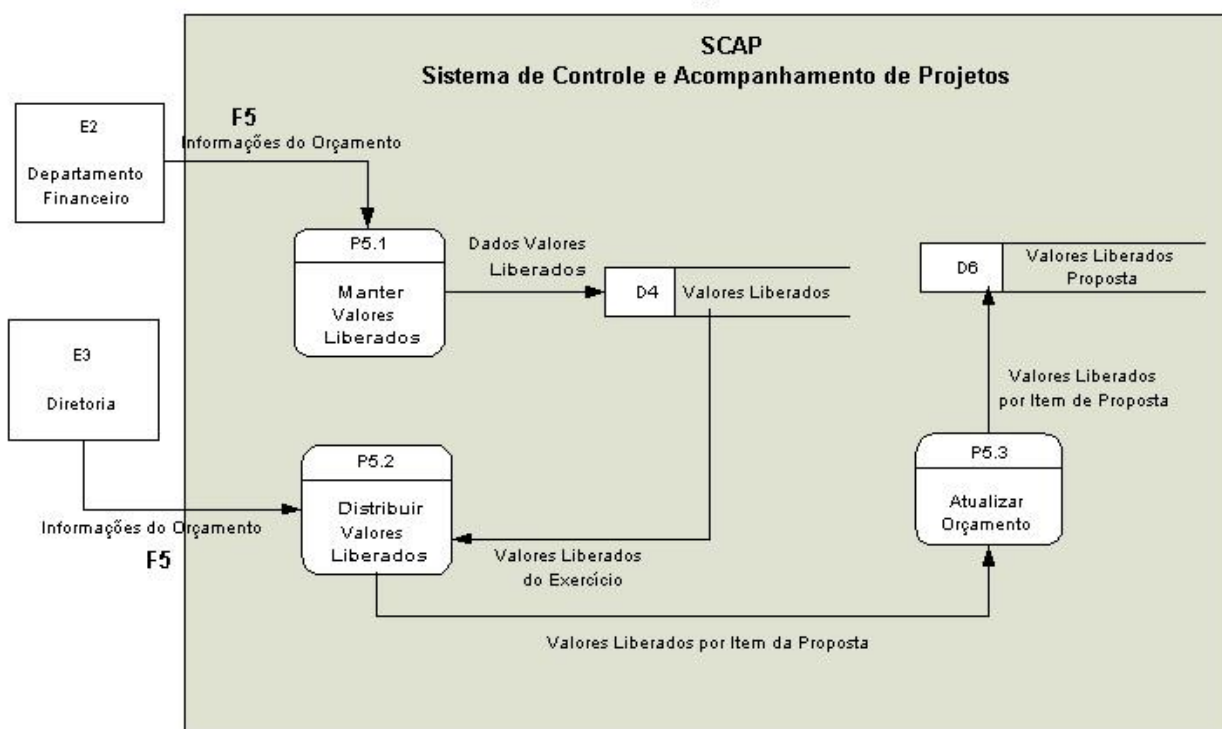 SCAP
Sistema de Controle e Acompanhamento de Projetos
E2
Departamento
Financeiro
F5
Informações do Orçamento
P5.1
Manter
Valores
Liberados
Dados Valores
Liberados
D4
Valores Liberados
D6
Valores Liberados
Proposta
E3
Diretoria
Valores Liberados
por Item de Proposta
P5.2
Distribuir
Valores
Liberados
P5.3
Atualizar
Orçamento
Informações do Orçamento
F5
Valores Liberados
do Exercício
Valores Liberados por Item da Proposta